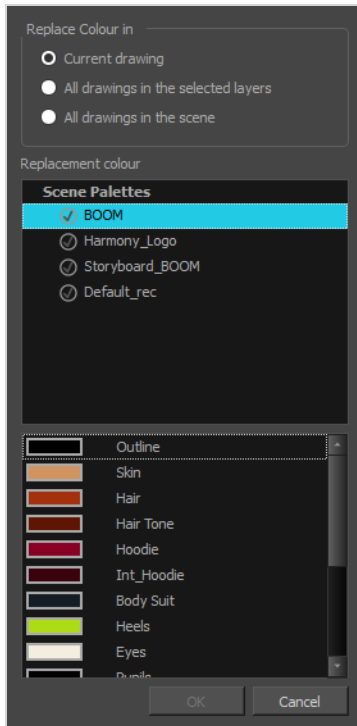 Replace Colour in
Current drawing
All drawings in the selected layers
All drawings in the scene
Replacement colour
Scene Palettes
BOOM
Harmony_Logo
Storyboard_BOOM
Default_rec
Outline
Skin
Hair
Hair Tone
Hoodie
Int_Hoodie
Body Suit
Heels
Eyes
Pupils
OK Cancel